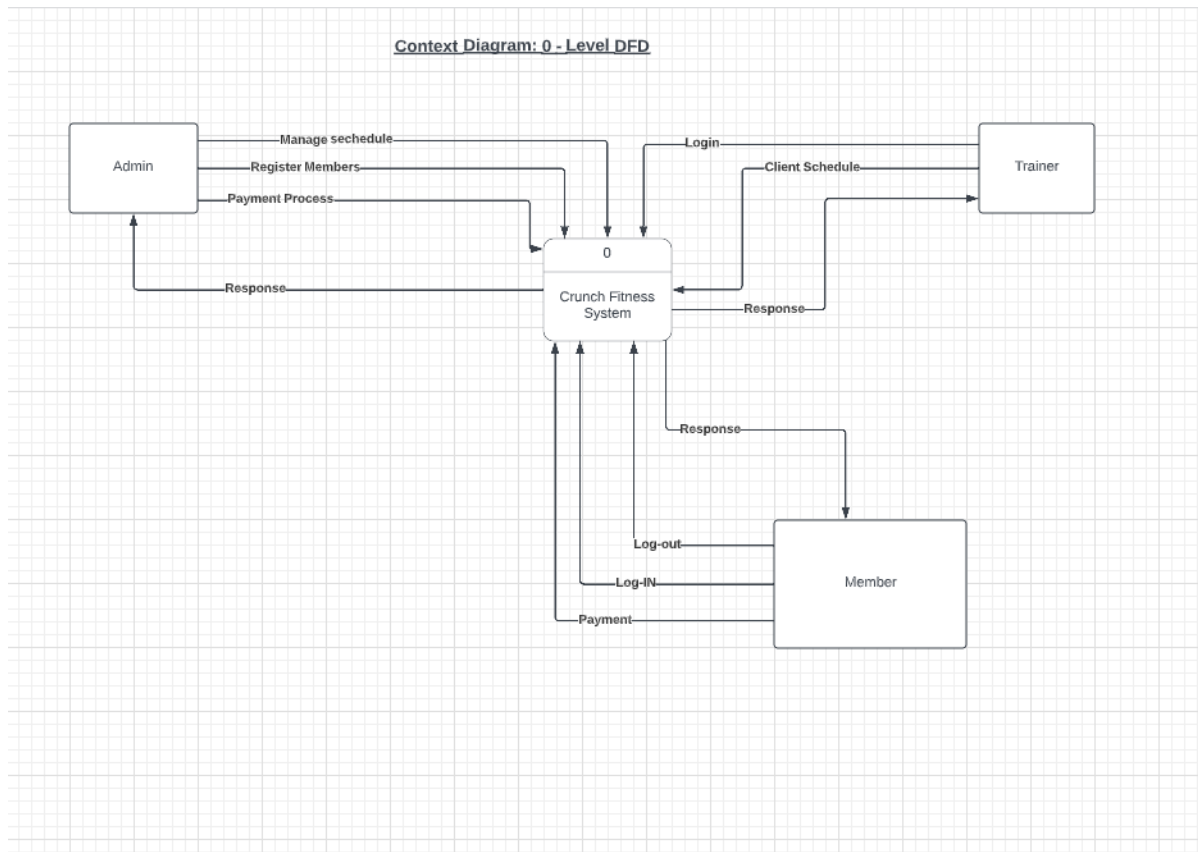 Context Diagram: 0 - Level DFD
Admin
Manage sechedule
Register Members
Payment Process
Response
Login
Client Schedule
Trainer
Response
0
Crunch Fitness
System
Response
Log-out
Log-IN
Payment
Member